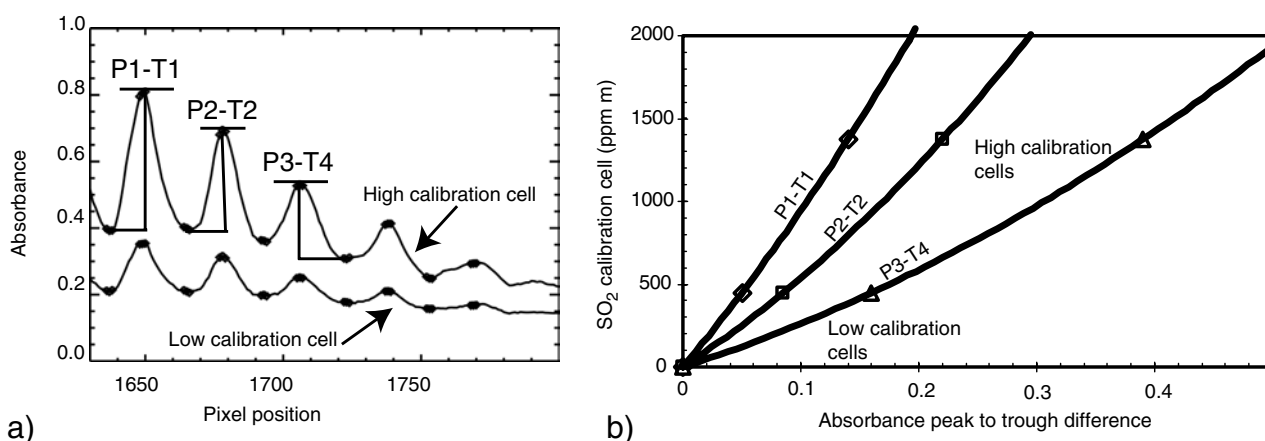 1.0
0.8
0.6
0.4
0.2
0.0
Absorbance
P1-T1
P2-T2
P3-T4
High calibration cell
Low calibration cell
1650
1700
1750
Pixel position
a)
2000
1500
1000
500
0
SO₂ calibration cell (ppm m)
P1-T1
P2-T2
P3-T4
High calibration
cells
Low calibration
cells
0
0.1
0.2
0.3
0.4
Absorbance peak to trough difference
b)